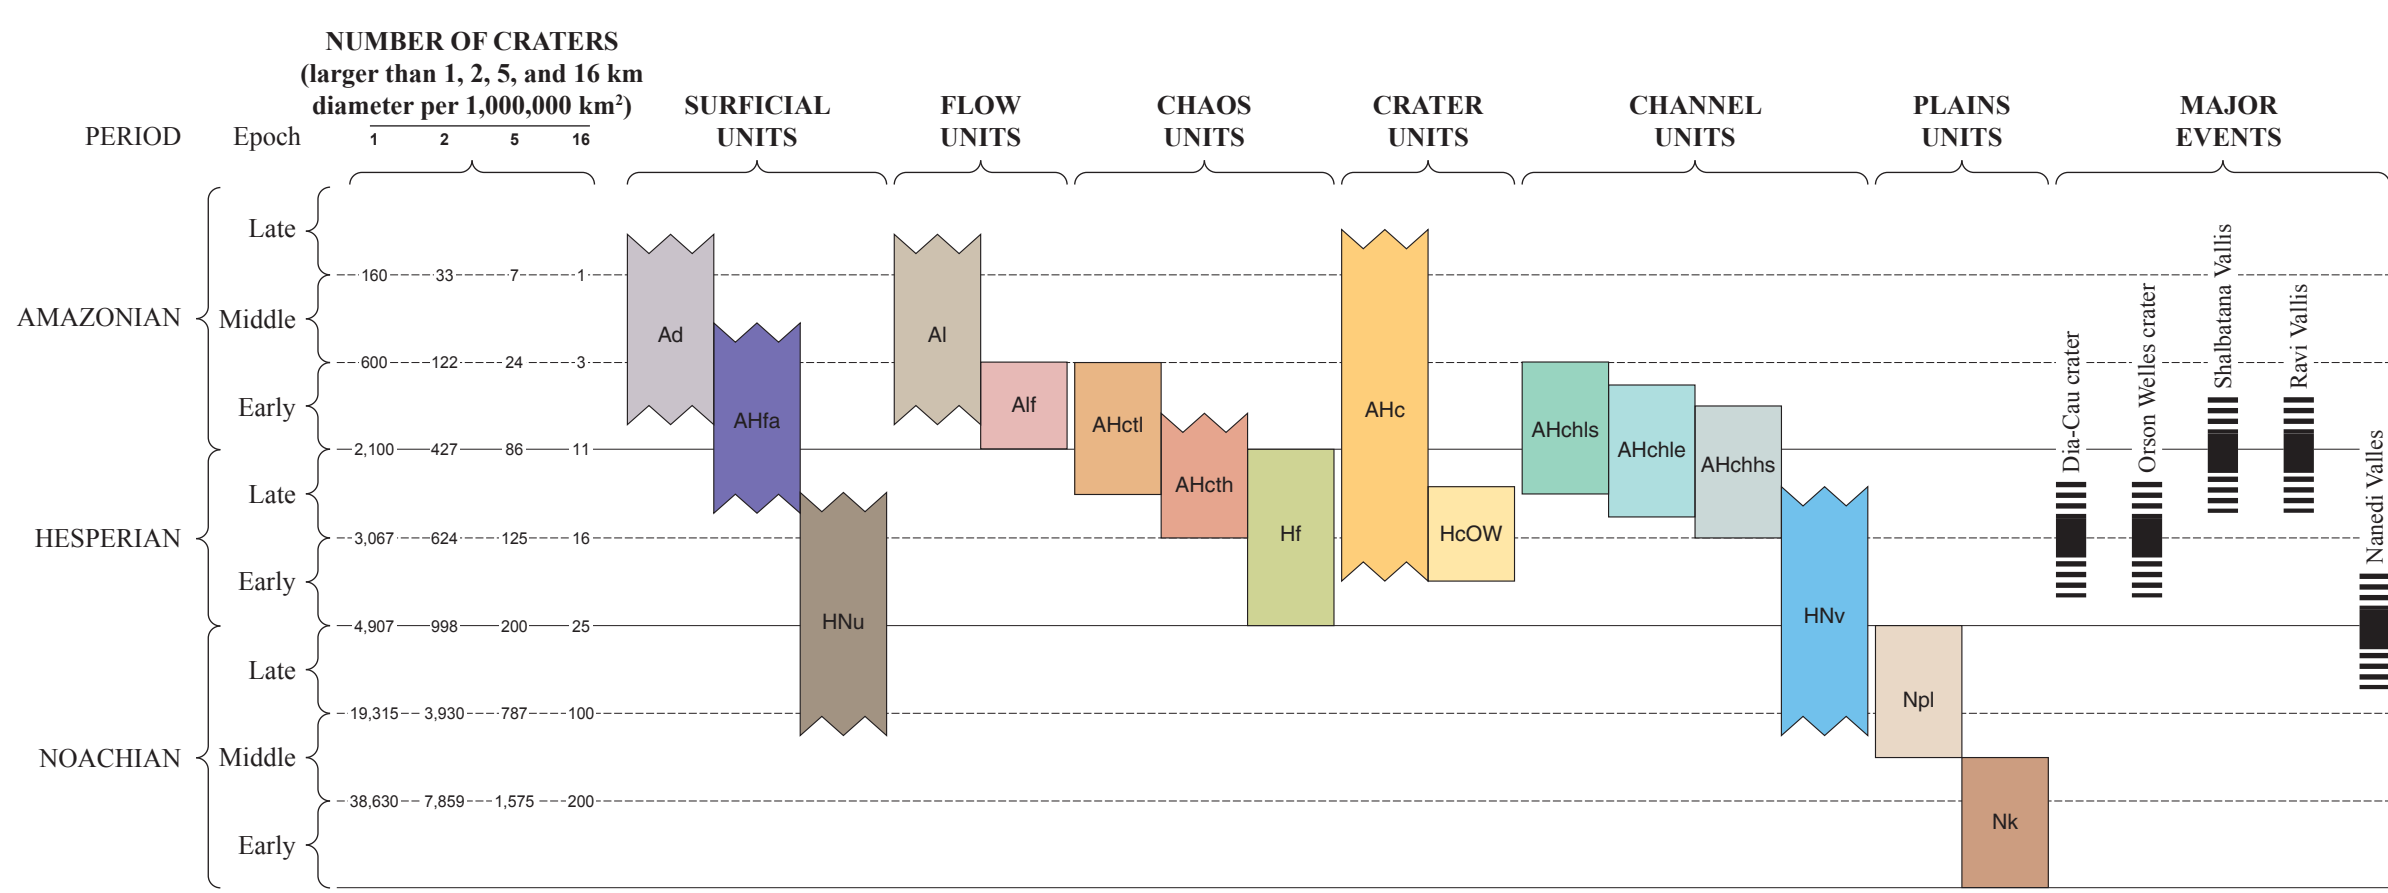 NUMBER OF CRATERS
(larger than 1, 2, 5, and 16 km
diameter per 1,000,000 km²)
SURFICIAL
UNITS
FLOW
UNITS
CHAOS
UNITS
CRATER
UNITS
CHANNEL
UNITS
PLAINS
UNITS
MAJOR
EVENTS
PERIOD
Epoch
1 2 5 16
AMAZONIAN
Late
160 33 7 1
Middle
600 122 24 3
Early
2,100 427 86 11
HESPERIAN
Late
3,067 624 125 16
Early
4,907 998 200 25
NOACHIAN
Late
19,315 3,930 787 100
Middle
38,630 7,859 1,575 200
Early
Ad
AHfa
HNu
Al
Alf
AHctl
AHcth
Hf
AHc
HcOW
AHchls
AHchle
AHchhs
HNv
Npl
Nk
Dia-Cau crater
Orson Welles crater
Shalbatana Vallis
Ravi Vallis
Nanedi Valles